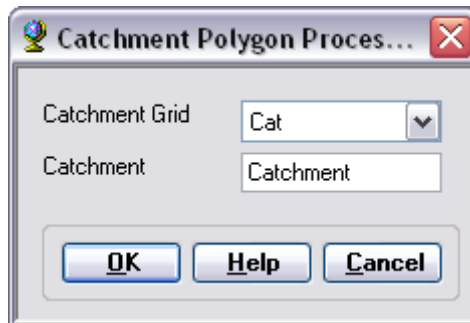 Catchment Polygon Proces...
Catchment Grid Cat
Catchment Catchment
OK Help Cancel